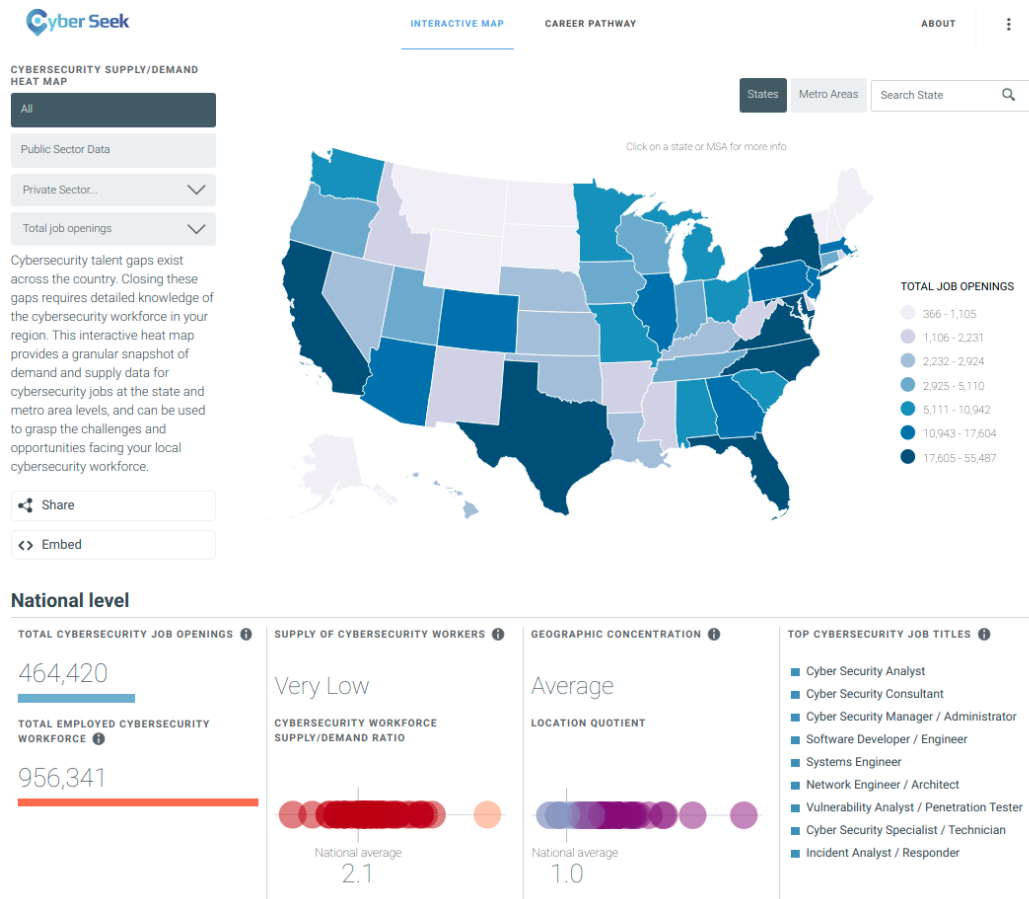 Cyber Seek
INTERACTIVE MAP
CAREER PATHWAY
ABOUT
CYBERSECURITY SUPPLY/DEMAND
HEAT MAP
All
Public Sector Data
Private Sector...
Total job openings
Cybersecurity talent gaps exist
across the country. Closing these
gaps requires detailed knowledge of
the cybersecurity workforce in your
region. This interactive heat map
provides a granular snapshot of
demand and supply data for
cybersecurity jobs at the state and
metro area levels, and can be used
to grasp the challenges and
opportunities facing your local
cybersecurity workforce.
Share
Embed
States
Metro Areas
Search State
Click on a state or MSA for more info
TOTAL JOB OPENINGS
366 - 1,105
1,106 - 2,231
2,232 - 2,924
2,925 - 5,110
5,111 - 10,942
10,943 - 17,604
17,605 - 55,487
National level
TOTAL CYBERSECURITY JOB OPENINGS
464,420
TOTAL EMPLOYED CYBERSECURITY
WORKFORCE
956,341
SUPPLY OF CYBERSECURITY WORKERS
Very Low
CYBERSECURITY WORKFORCE
SUPPLY/DEMAND RATIO
National average
2.1
GEOGRAPHIC CONCENTRATION
Average
LOCATION QUOTIENT
National average
1.0
TOP CYBERSECURITY JOB TITLES
Cyber Security Analyst
Cyber Security Consultant
Cyber Security Manager / Administrator
Software Developer / Engineer
Systems Engineer
Network Engineer / Architect
Vulnerability Analyst / Penetration Tester
Cyber Security Specialist / Technician
Incident Analyst / Responder